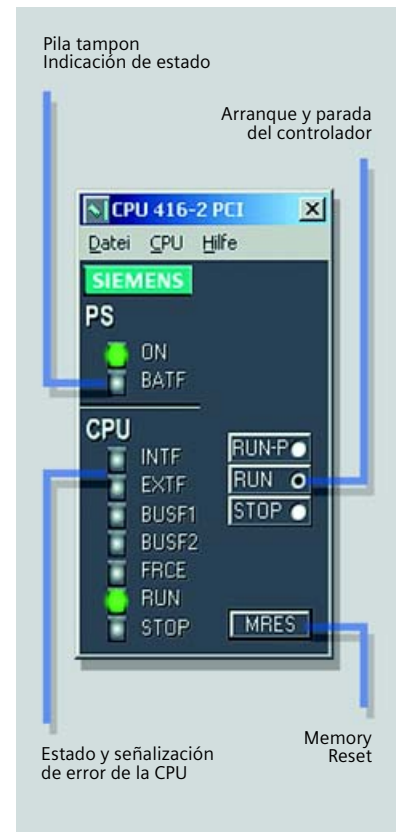 Pila tampon
Indicación de estado
Arranque y parada
del controlador
CPU 416-2 PCI
Datei CPU Hilfe
SIEMENS
PS
ON
BATF
CPU
INTF
EXTF
BUSF1
BUSF2
FRCE
RUN
STOP
RUN-P
RUN
STOP
MRES
Estado y señalización
de error de la CPU
Memory
Reset